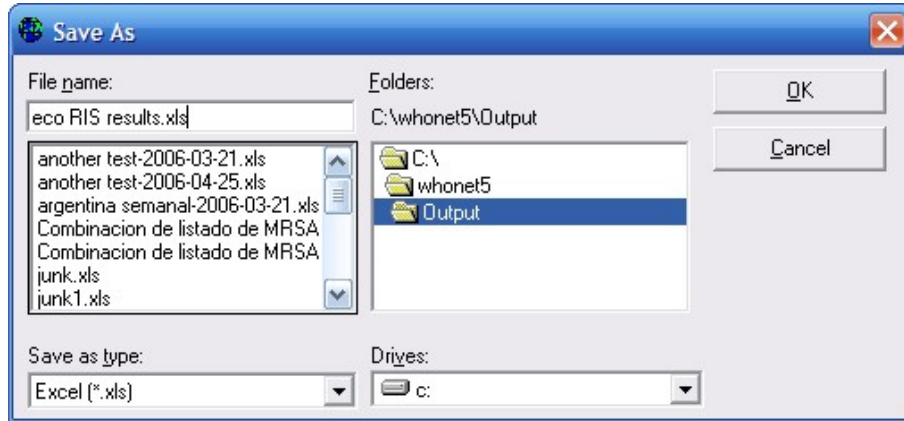 Save As
File name:
eco RIS results.xls
another test-2006-03-21.xls
another test-2006-04-25.xls
argentina semanal-2006-03-21.xls
Combinacion de listado de MRSA
Combinacion de listado de MRSA
junk.xls
junk1.xls
Save as type:
Excel (*.xls)
Folders:
C:\whonet5\Output
C:\
whonet5
Output
Drives:
c:
OK
Cancel